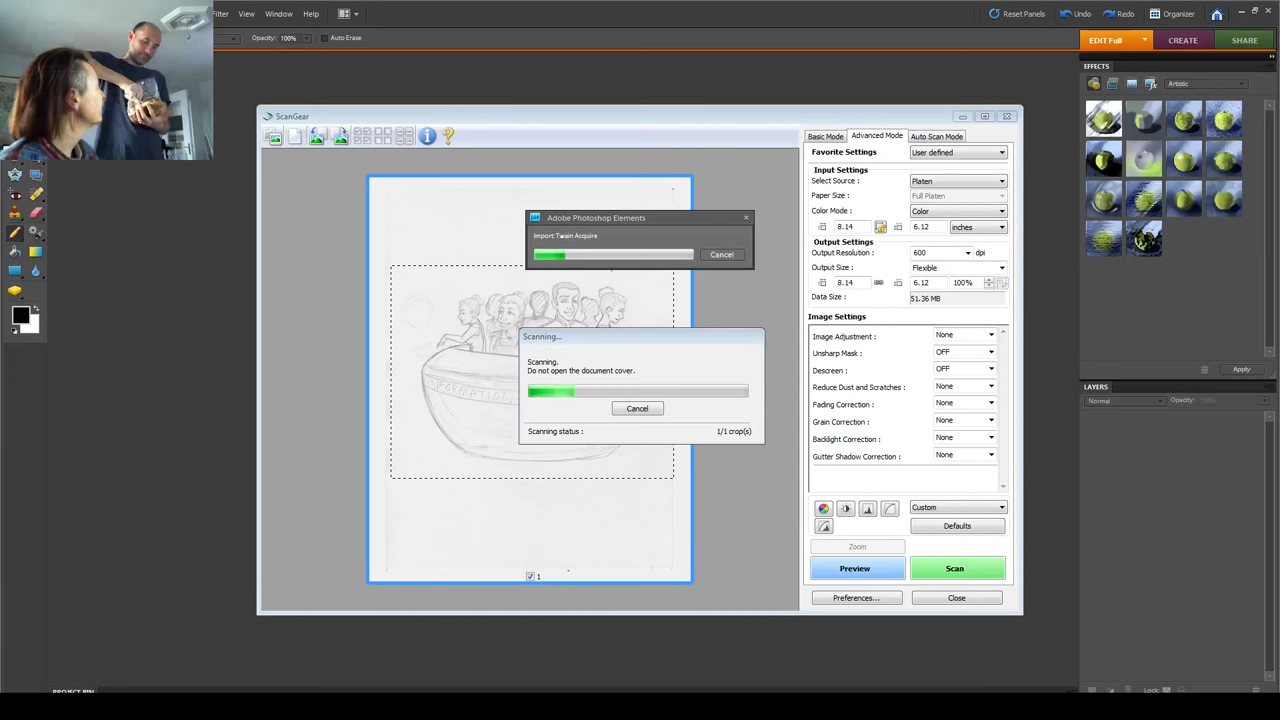 Filter View Window Help
Reset Panels Undo Redo Organizer
Opacity: 100% Auto Erase
EDIT Full CREATE SHARE
EFFECTS
Artistic
Apply
LAYERS
Normal Opacity: 100%
Lock:
ScanGear
Basic Mode Advanced Mode Auto Scan Mode
Favorite Settings User defined
Input Settings
Select Source : Platen
Paper Size : Full Platen
Color Mode : Color
8.14 6.12 inches
Output Settings
Output Resolution : 600 dpi
Output Size : Flexible
8.14 6.12 100%
Data Size : 51.36 MB
Image Settings
Image Adjustment : None
Unsharp Mask : OFF
Descreen : OFF
Reduce Dust and Scratches : None
Fading Correction : None
Grain Correction : None
Backlight Correction : None
Gutter Shadow Correction : None
Custom
Defaults
Zoom
Preview Scan
Preferences... Close
Adobe Photoshop Elements
Import: Twain Acquire
Cancel
Scanning...
Scanning.
Do not open the document cover.
Cancel
Scanning status : 1/1 crop(s)
INFORMATION
1
PROJECT BIN